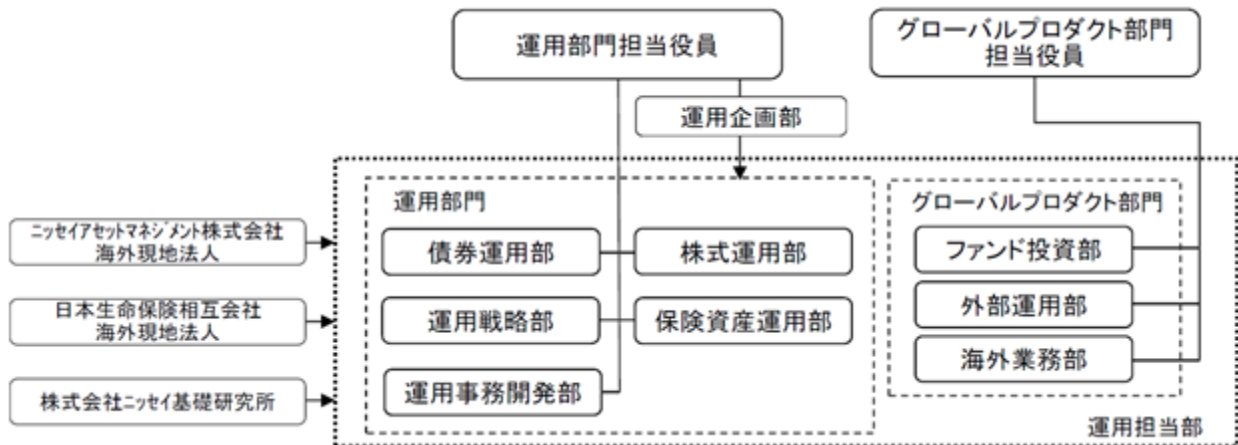 運用部門担当役員
グローバルプロダクト部門
担当役員
運用企画部
運用部門
グローバルプロダクト部門
ニッセイアセットマネジメント株式会社
海外現地法人
債券運用部
株式運用部
ファンド投資部
日本生命保険相互会社
海外現地法人
運用戦略部
保険資産運用部
外部運用部
海外業務部
株式会社ニッセイ基礎研究所
運用事務開発部
運用担当部